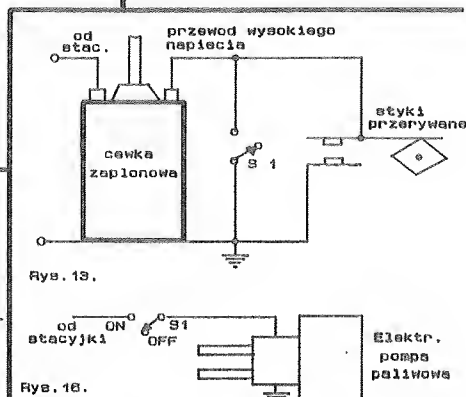 od
stac.
przewod wysokiego
napiecia
styki
przerywane
cewka
zaplonowa
S 1
Rys.13.
od
stacyjki
ON
S1
OFF
Elektr.
pompa
paliwowa
Rys.16.